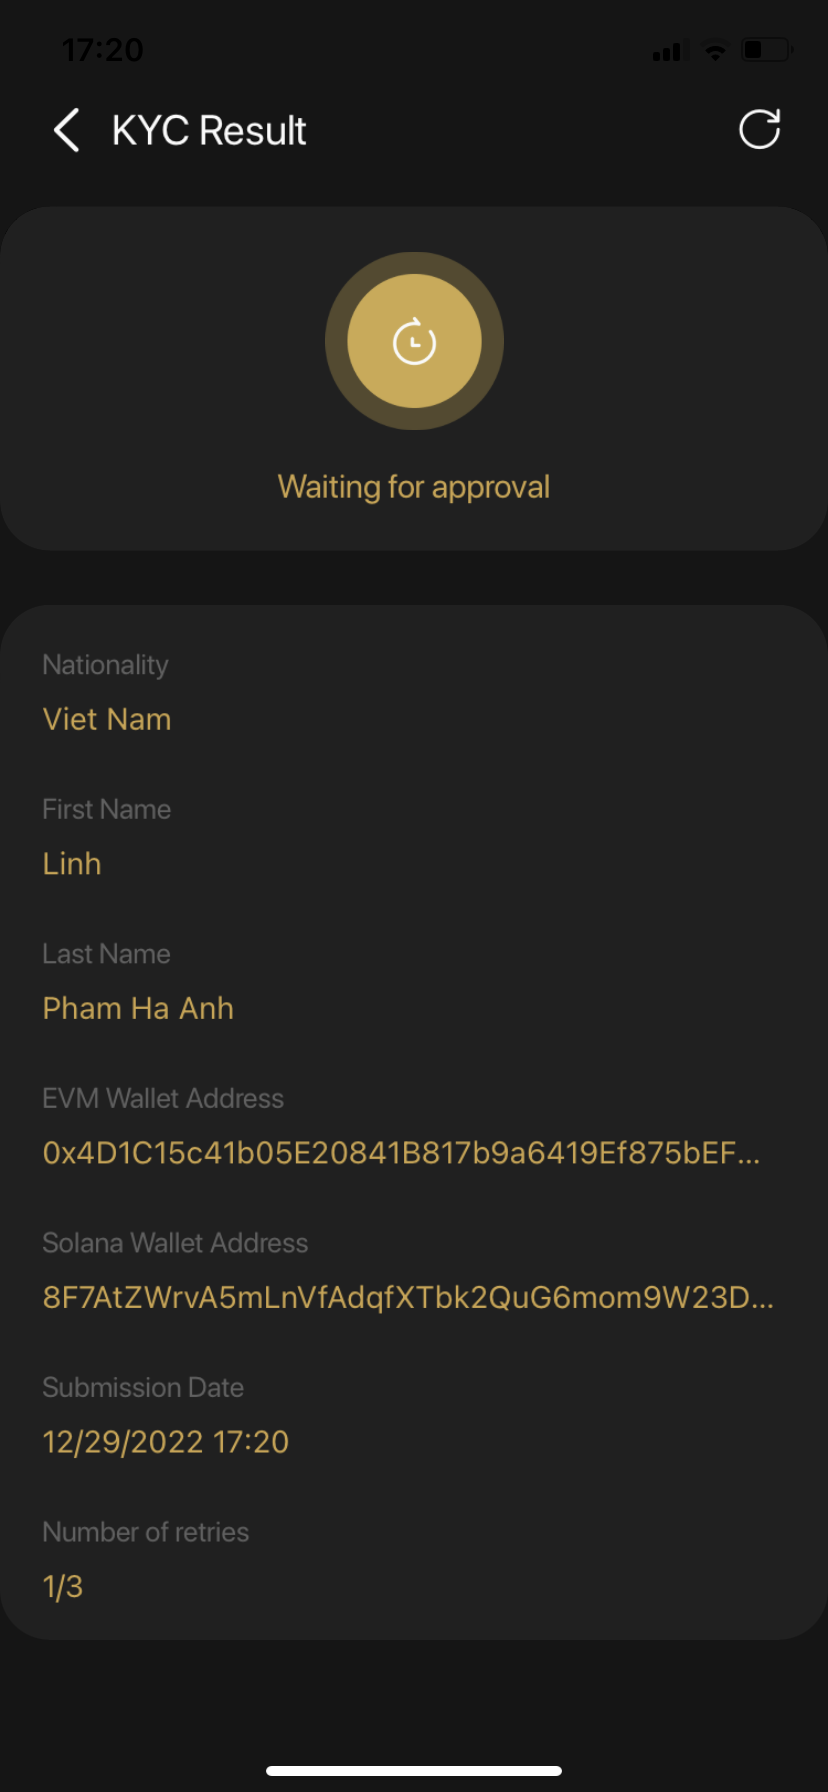 17:20
KYC Result
Waiting for approval
Nationality
Viet Nam
First Name
Linh
Last Name
Pham Ha Anh
EVM Wallet Address
0x4D1C15c41b05E20841B817b9a6419Ef875bEF...
Solana Wallet Address
8F7AtZWrvA5mLnVfAdqfXTbk2QuG6mom9W23D...
Submission Date
12/29/2022 17:20
Number of retries
1/3